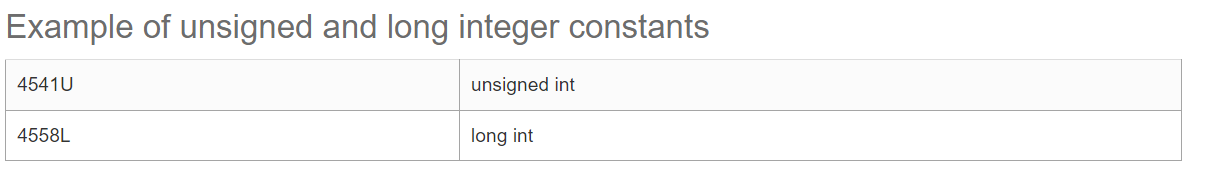 Example of unsigned and long integer constants
4541U unsigned int
4558L long int